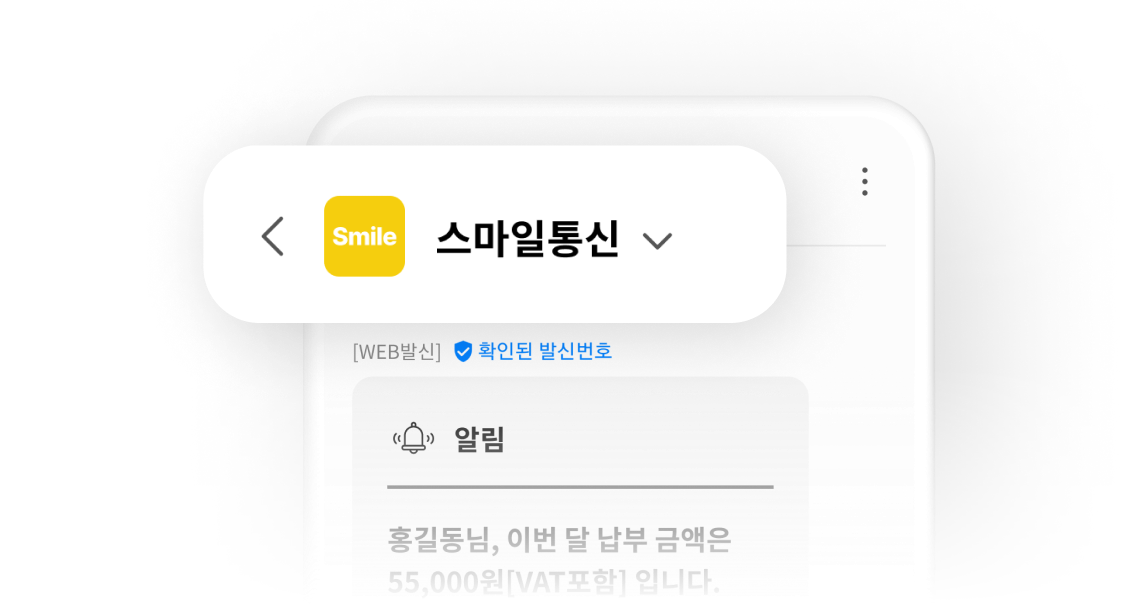 Smile
스마일통신
[WEB발신] 확인된 발신번호
알림
홍길동님, 이번 달 납부 금액은
55,000원[VAT포함] 입니다.